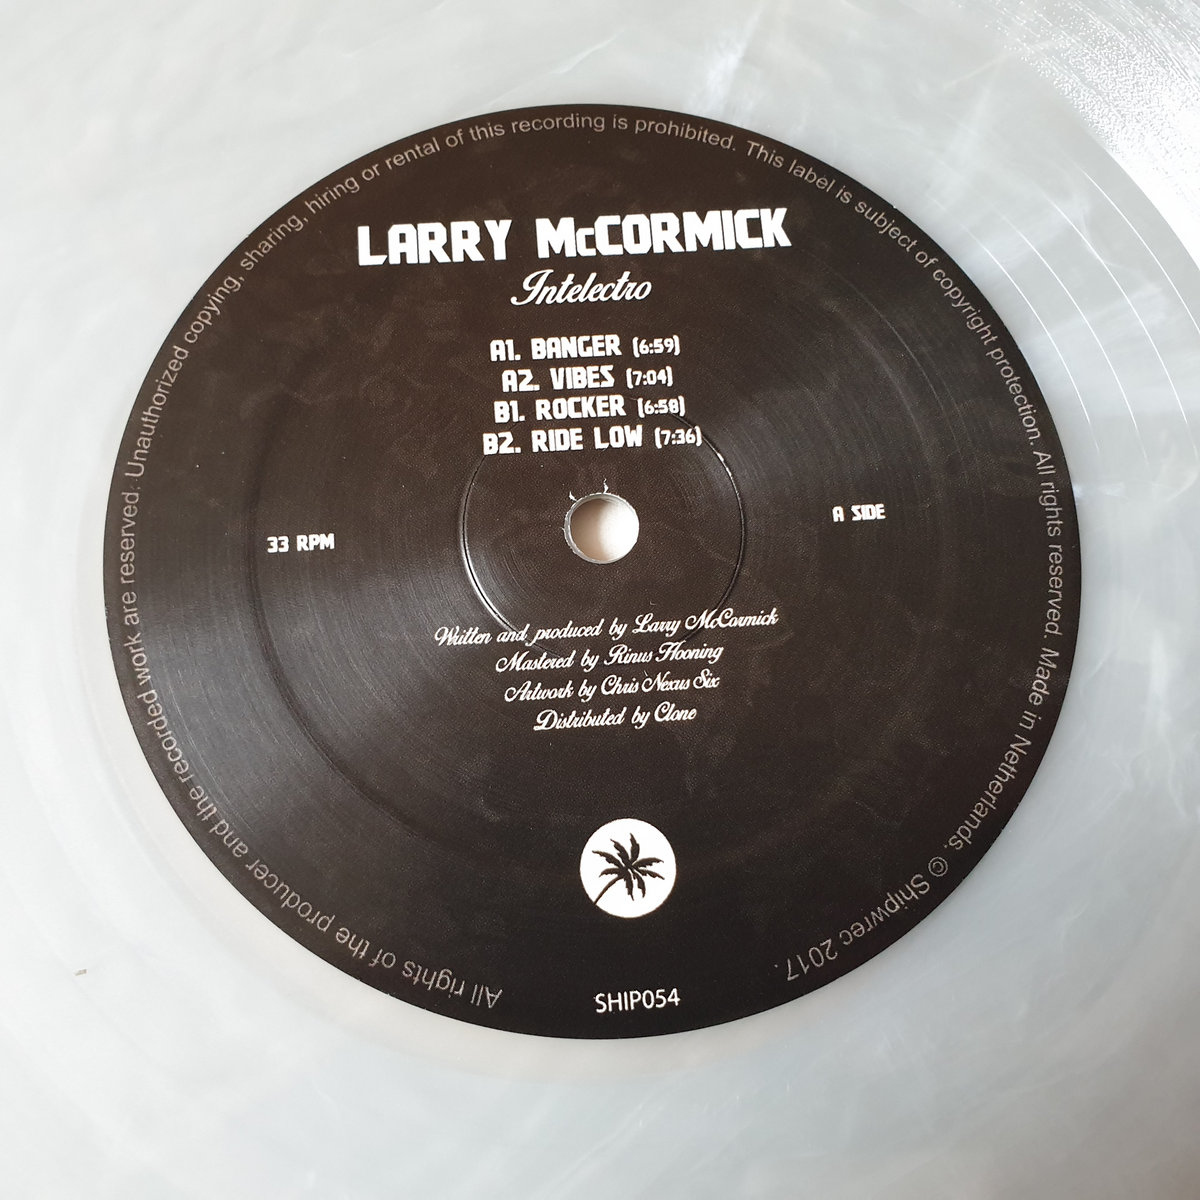 LARRY McCORMICK
Intelectro
A1. BANGER (6:59)
A2. VIBES (7:04)
B1. ROCKER (6:58)
B2. RIDE LOW (7:36)
33 RPM
A SIDE
Written and produced by Larry McCormick
Mastered by Rinus Hooning
Artwork by Chris Nexus Six
Distributed by Clone
SHIP054
All rights of the producer and the recorded work are reserved. Unauthorized copying, sharing, hiring or rental of this recording is prohibited. This label is subject of copyright protection. All rights reserved. Made in Netherlands. © Shipwrec 2017.